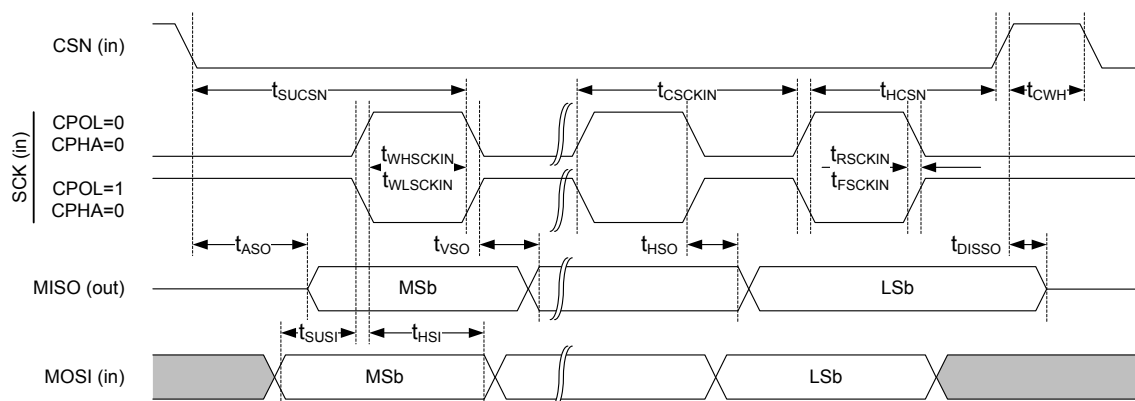 CSN (in)
tSUCSN
tCSCKIN
tHCSN
tCWH
SCK (in)
CPOL=0
CPHA=0
tWHSCKIN
tWLSCKIN
tRSCKIN
tFSCKIN
CPOL=1
CPHA=0
tASO
tVSO
tHSO
tDISSO
MISO (out)
MSb
LSb
tSUSI
tHSI
MOSI (in)
MSb
LSb